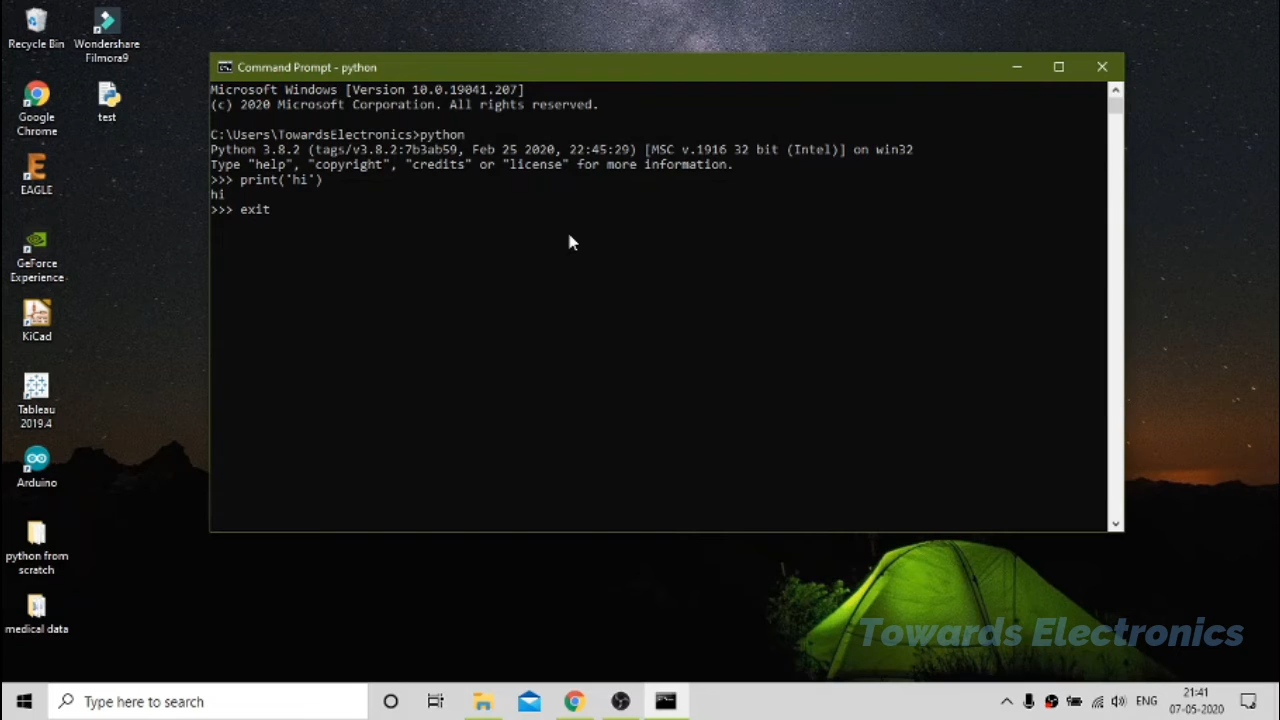 Recycle Bin
Wondershare
Filmora9
Google
Chrome
test
EAGLE
GeForce
Experience
KiCad
Tableau
2019.4
Arduino
python from
scratch
medical data
Command Prompt - python
Microsoft Windows [Version 10.0.19041.207]
(c) 2020 Microsoft Corporation. All rights reserved.
C:\Users\TowardsElectronics>python
Python 3.8.2 (tags/v3.8.2:7b3ab59, Feb 25 2020, 22:45:29) [MSC v.1916 32 bit (Intel)] on win32
Type "help", "copyright", "credits" or "license" for more information.
>>> print('hi')
hi
>>> exit
Towards Electronics
Type here to search
ENG
21:41
07-05-2020